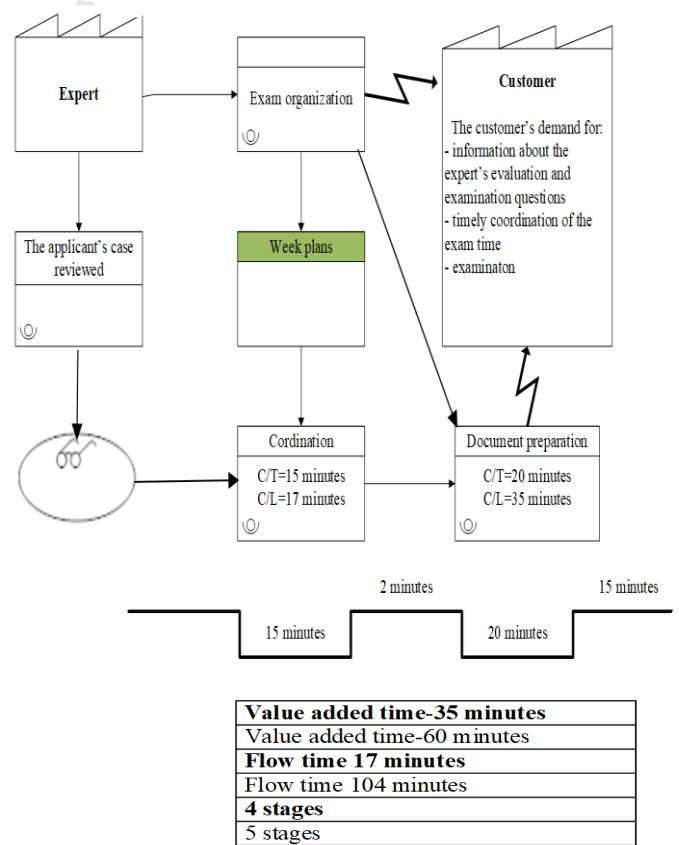 Expert
Exam organization
Customer
The customer's demand for:
- information about the
expert's evaluation and
examination questions
- timely coordination of the
exam time
- examinaton
The applicant's case
reviewed
Week plans
Cordination
C/T=15 minutes
C/L=17 minutes
Document preparation
C/T=20 minutes
C/L=35 minutes
2 minutes
15 minutes
15 minutes
20 minutes
Value added time-35 minutes
Value added time-60 minutes
Flow time 17 minutes
Flow time 104 minutes
4 stages
5 stages